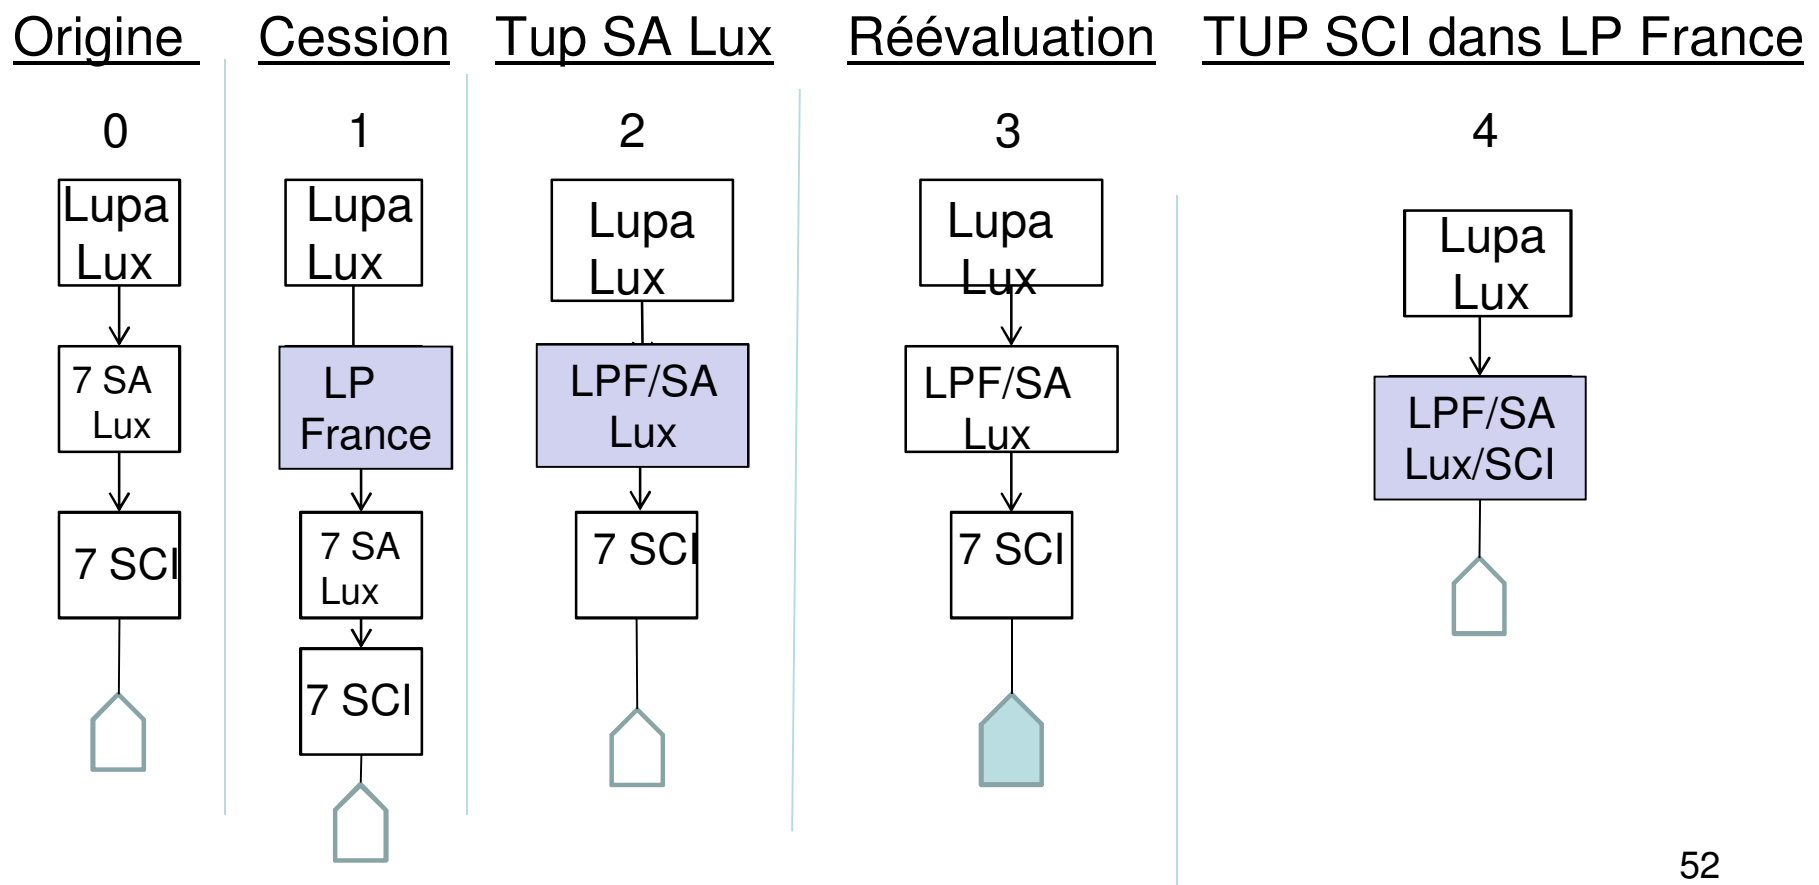 Origine
Cession
Tup SA Lux
Réévaluation
TUP SCI dans LP France
0
1
2
3
4
Lupa
Lux
7 SA
Lux
7 SCI
Lupa
Lux
LP
France
7 SA
Lux
7 SCI
Lupa
Lux
LPF/SA
Lux
7 SCI
Lupa
Lux
LPF/SA
Lux
7 SCI
Lupa
Lux
LPF/SA
Lux/SCI
52